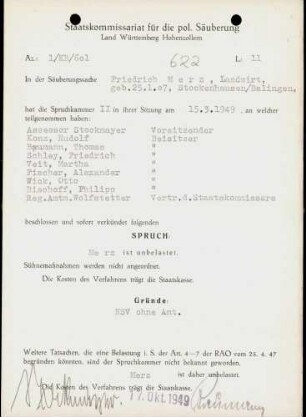 Staatskommissariat für die pol. Säuberung
Land Württemberg Hohenzollern
Az.: I/KB/Gol
622
L: 11
In der Säuberungssache Friedrich Merz, Landwirt,
geb.25.1.07, Stockenhausen/Balingen,
hat die Spruchkammer II in ihrer Sitzung am 15.3.1949, an welcher
teilgenommen haben:
Assessor Stockmayer Vorsitzender
Konz, Rudolf Beisitzer
Baumann, Thomas "
Schley, Friedrich "
Veit, Martha "
Fischer, Alexander "
Wick, Otto "
Bischoff, Philipp "
Reg.Amtm.Wolfstetter Vertr.d.Staatskommissars
beschlossen und sofort verkündet folgenden
SPRUCH:
Merz ist unbelastet.
Sühnemaßnahmen werden nicht angeordnet.
Die Kosten des Verfahrens trägt die Staatskasse.
Gründe:
NSV ohne Amt.
Weitere Tatsachen, die eine Belastung i. S. der Art. 4—7 der RAO vom 25. 4. 47
begründen könnten, sind der Spruchkammer nicht bekannt geworden.
Merz ist daher unbelastet.
Die Kosten des Verfahrens trägt die Staatskasse.
17. Okt. 1949